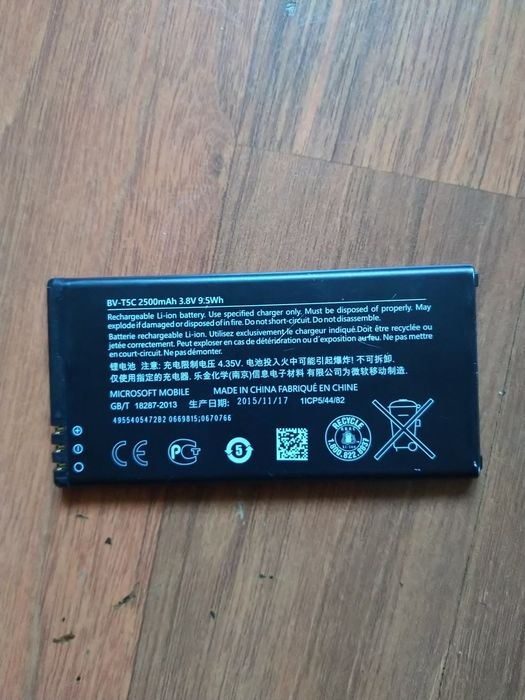 BV-T5C 2500mAh 3.8V 9.5Wh
Rechargeable Li-ion battery. Use specified charger only. Must be disposed of properly. May
explode if damaged or disposed of in fire. Do not short-circuit. Do not disassemble.
Batterie rechargeable Li-ion. Utilisez exclusivement le chargeur indiqué.Doit être recyclée ou
jetée correctement. Peut exploser en cas de détérioration ou d'exposition au feu. Ne pas mettre
en court-circuit. Ne pas démonter.
锂电池 注意: 充电限制电压 4.35V. 电池投入火中可能引起爆炸! 不可拆卸.
仅使用指定的充电器. 乐金化学(南京)信息电子材料有限公司为微软移动制造.
MICROSOFT MOBILE MADE IN CHINA FABRIQUÉ EN CHINE
GB/T 18287-2013 生产日期: 2015/11/17 1ICP5/44/82
495540547282 0669815;0670766
CE PCT 5 RECYCLE Li-ion 1.800.822.8837